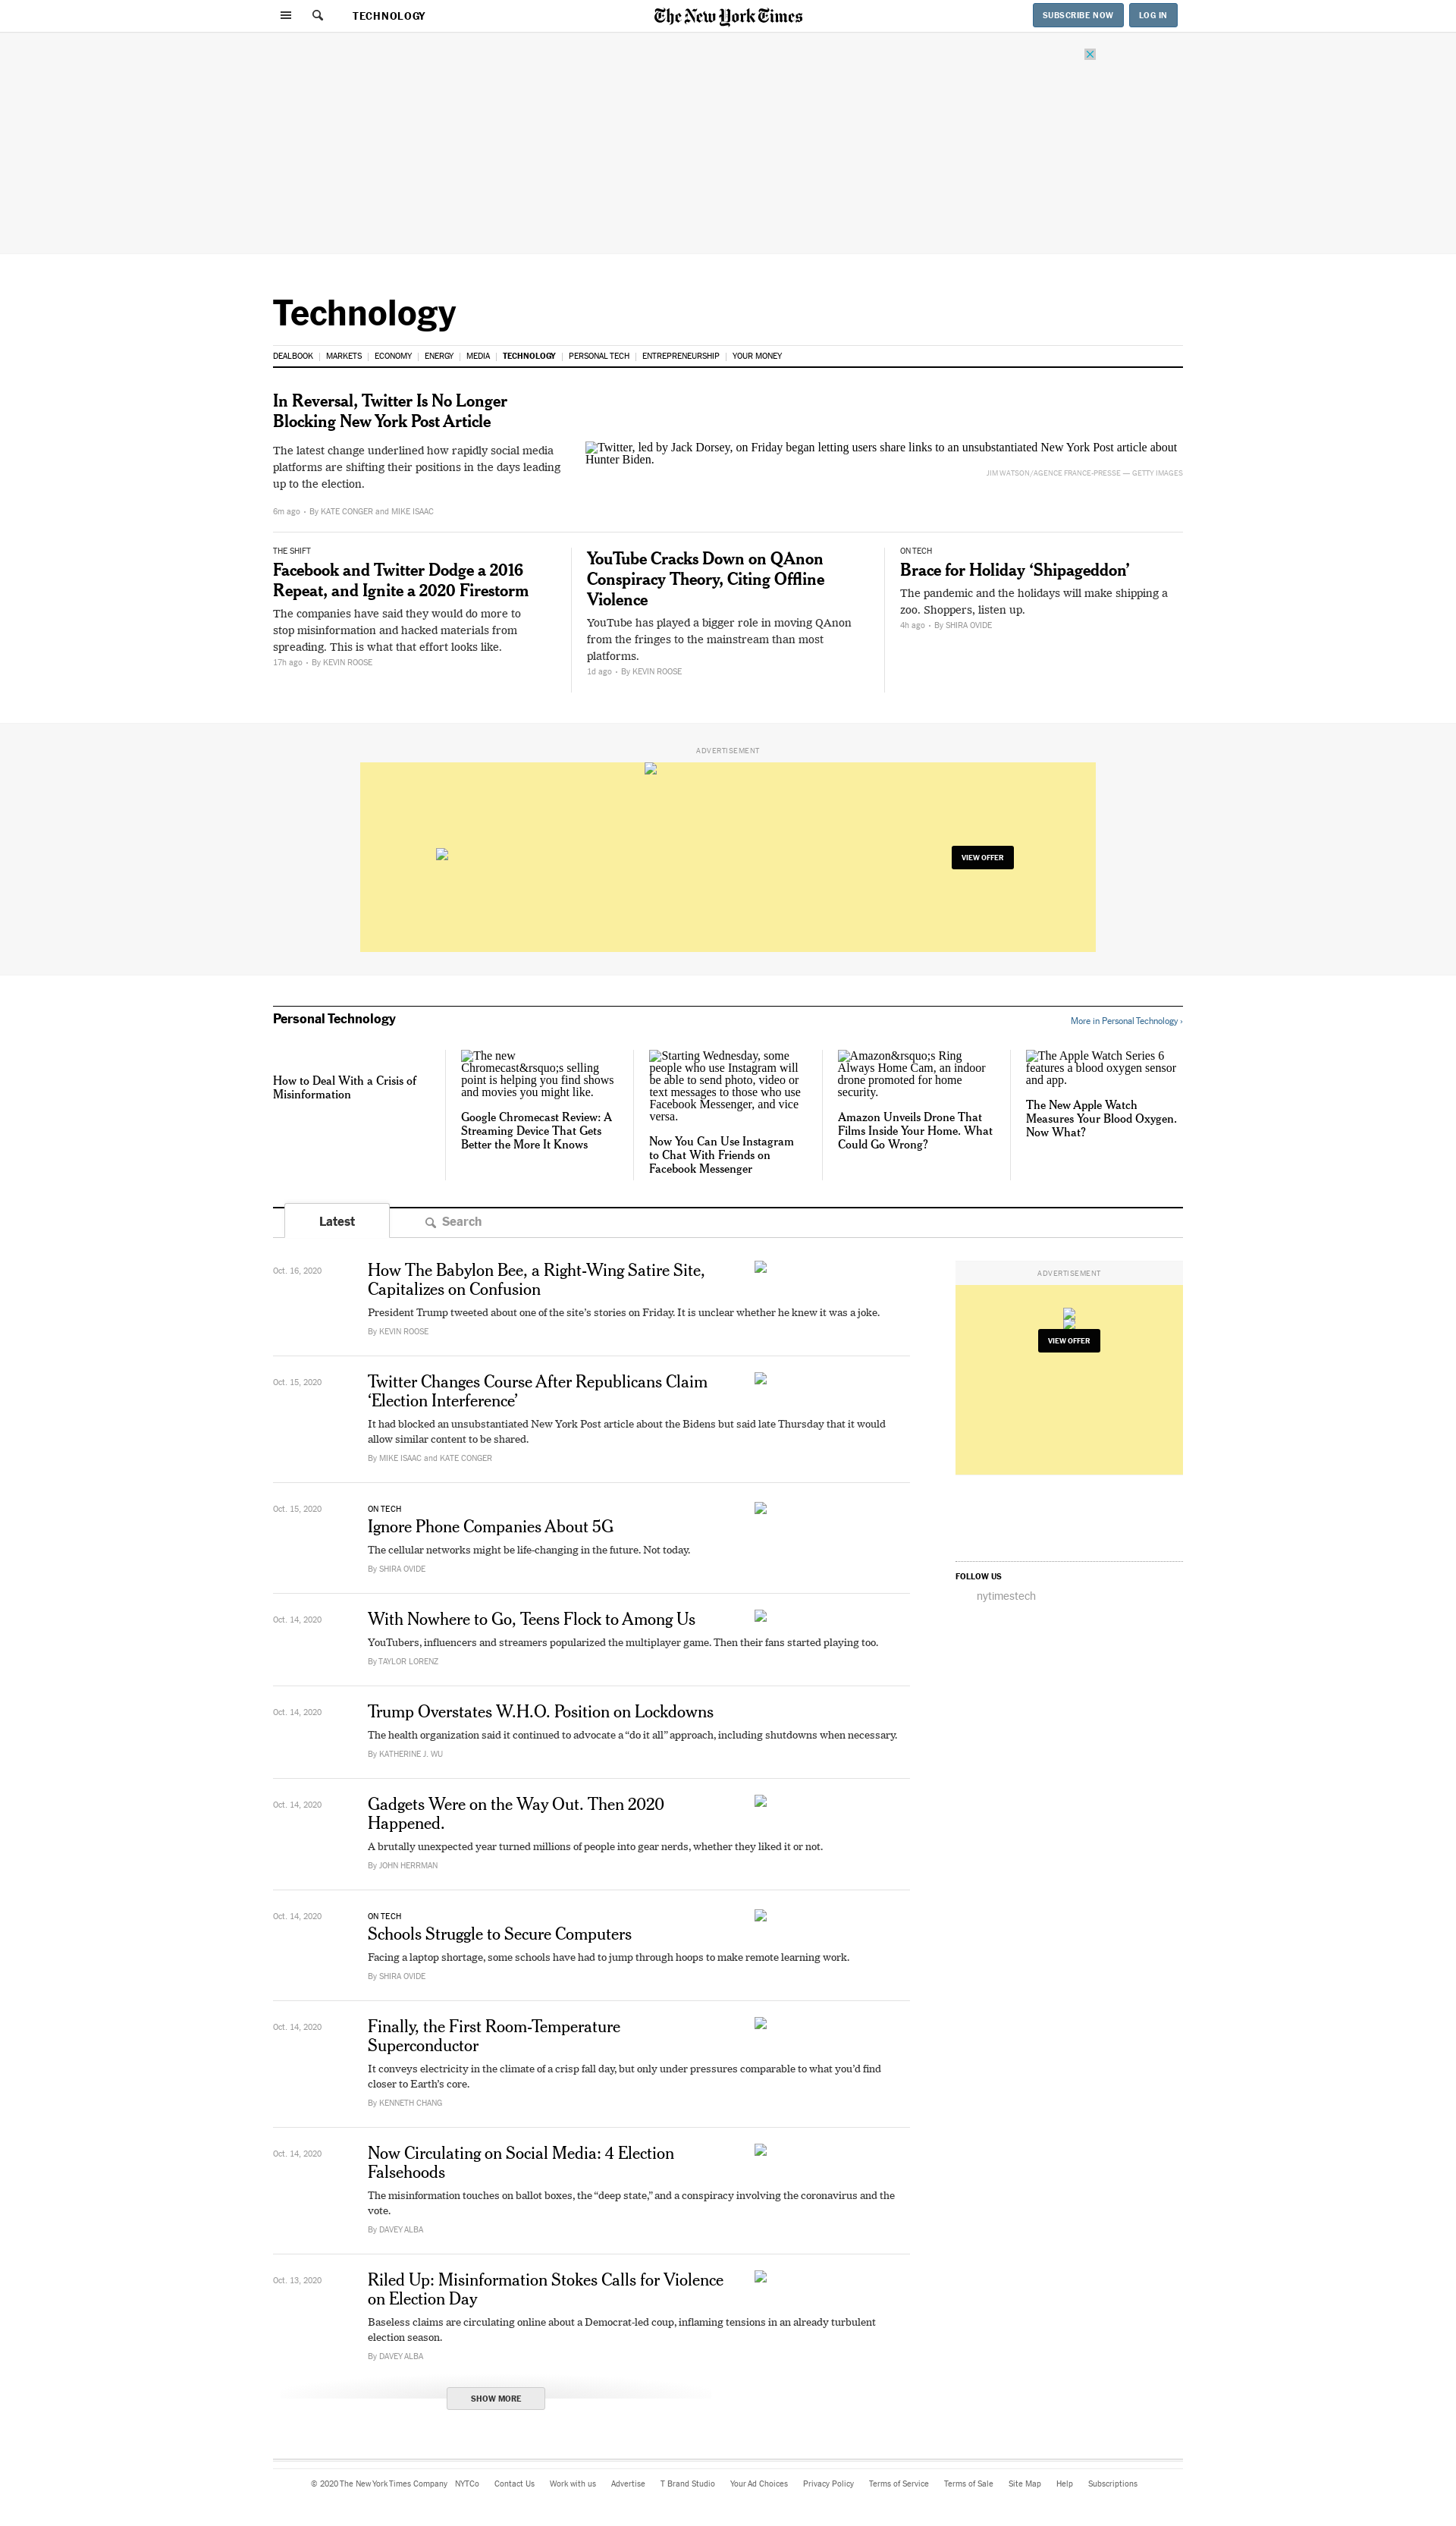 TECHNOLOGY
The New York Times
SUBSCRIBE NOW
LOG IN
Technology
DEALBOOK
MARKETS
ECONOMY
ENERGY
MEDIA
TECHNOLOGY
PERSONAL TECH
ENTREPRENEURSHIP
YOUR MONEY
In Reversal, Twitter Is No Longer
Blocking New York Post Article
The latest change underlined how rapidly social media
platforms are shifting their positions in the days leading
up to the election.
6m ago • By KATE CONGER and MIKE ISAAC
Twitter, led by Jack Dorsey, on Friday began letting users share links to an unsubstantiated New York Post article about
Hunter Biden.
JIM WATSON/AGENCE FRANCE-PRESSE — GETTY IMAGES
THE SHIFT
Facebook and Twitter Dodge a 2016
Repeat, and Ignite a 2020 Firestorm
The companies have said they would do more to
stop misinformation and hacked materials from
spreading. This is what that effort looks like.
17h ago • By KEVIN ROOSE
YouTube Cracks Down on QAnon
Conspiracy Theory, Citing Offline
Violence
YouTube has played a bigger role in moving QAnon
from the fringes to the mainstream than most
platforms.
1d ago • By KEVIN ROOSE
ON TECH
Brace for Holiday ‘Shipageddon’
The pandemic and the holidays will make shipping a
zoo. Shoppers, listen up.
4h ago • By SHIRA OVIDE
ADVERTISEMENT
VIEW OFFER
Personal Technology
More in Personal Technology ›
How to Deal With a Crisis of
Misinformation
The new
Chromecast&rsquo;s selling
point is helping you find shows
and movies you might like.
Google Chromecast Review: A
Streaming Device That Gets
Better the More It Knows
Starting Wednesday, some
people who use Instagram will
be able to send photo, video or
text messages to those who use
Facebook Messenger, and vice
versa.
Now You Can Use Instagram
to Chat With Friends on
Facebook Messenger
Amazon&rsquo;s Ring
Always Home Cam, an indoor
drone promoted for home
security.
Amazon Unveils Drone That
Films Inside Your Home. What
Could Go Wrong?
The Apple Watch Series 6
features a blood oxygen sensor
and app.
The New Apple Watch
Measures Your Blood Oxygen.
Now What?
Latest
Search
Oct. 16, 2020
How The Babylon Bee, a Right-Wing Satire Site,
Capitalizes on Confusion
President Trump tweeted about one of the site’s stories on Friday. It is unclear whether he knew it was a joke.
By KEVIN ROOSE
Oct. 15, 2020
Twitter Changes Course After Republicans Claim
‘Election Interference’
It had blocked an unsubstantiated New York Post article about the Bidens but said late Thursday that it would
allow similar content to be shared.
By MIKE ISAAC and KATE CONGER
Oct. 15, 2020
ON TECH
Ignore Phone Companies About 5G
The cellular networks might be life-changing in the future. Not today.
By SHIRA OVIDE
Oct. 14, 2020
With Nowhere to Go, Teens Flock to Among Us
YouTubers, influencers and streamers popularized the multiplayer game. Then their fans started playing too.
By TAYLOR LORENZ
Oct. 14, 2020
Trump Overstates W.H.O. Position on Lockdowns
The health organization said it continued to advocate a “do it all” approach, including shutdowns when necessary.
By KATHERINE J. WU
Oct. 14, 2020
Gadgets Were on the Way Out. Then 2020
Happened.
A brutally unexpected year turned millions of people into gear nerds, whether they liked it or not.
By JOHN HERRMAN
Oct. 14, 2020
ON TECH
Schools Struggle to Secure Computers
Facing a laptop shortage, some schools have had to jump through hoops to make remote learning work.
By SHIRA OVIDE
Oct. 14, 2020
Finally, the First Room-Temperature
Superconductor
It conveys electricity in the climate of a crisp fall day, but only under pressures comparable to what you’d find
closer to Earth’s core.
By KENNETH CHANG
Oct. 14, 2020
Now Circulating on Social Media: 4 Election
Falsehoods
The misinformation touches on ballot boxes, the “deep state,” and a conspiracy involving the coronavirus and the
vote.
By DAVEY ALBA
Oct. 13, 2020
Riled Up: Misinformation Stokes Calls for Violence
on Election Day
Baseless claims are circulating online about a Democrat-led coup, inflaming tensions in an already turbulent
election season.
By DAVEY ALBA
SHOW MORE
ADVERTISEMENT
VIEW OFFER
FOLLOW US
nytimestech
© 2020 The New York Times Company
NYTCo
Contact Us
Work with us
Advertise
T Brand Studio
Your Ad Choices
Privacy Policy
Terms of Service
Terms of Sale
Site Map
Help
Subscriptions